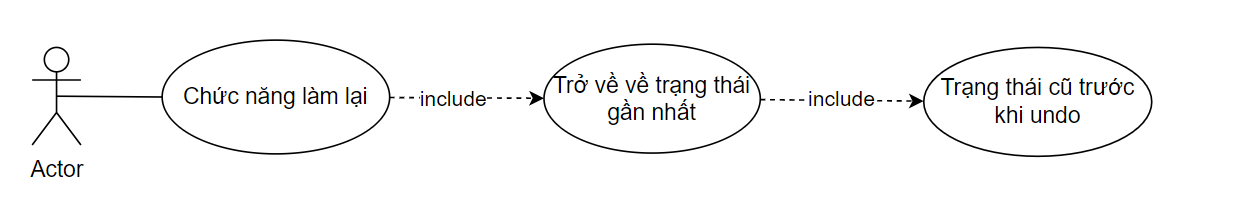 Chức năng làm lại
include
Trở về về trạng thái
gần nhất
include
Trạng thái cũ trước
khi undo
Actor